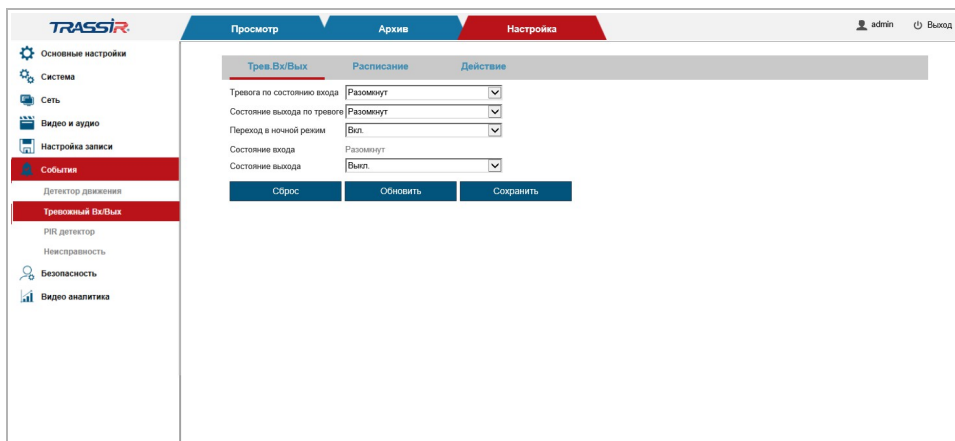 TRASSIR
Просмотр
Архив
Настройка
admin
Выход
Основные настройки
Система
Сеть
Видео и аудио
Настройка записи
События
Детектор движения
Тревожный Вх/Вых
PIR детектор
Неисправность
Безопасность
Видео аналитика
Трев.Вх/Вых
Расписание
Действие
Тревога по состоянию входа Разомкнут
Состояние выхода по тревоге Разомкнут
Переход в ночной режим Вкл.
Состояние входа Разомкнут
Состояние выхода Выкл.
Сброс
Обновить
Сохранить